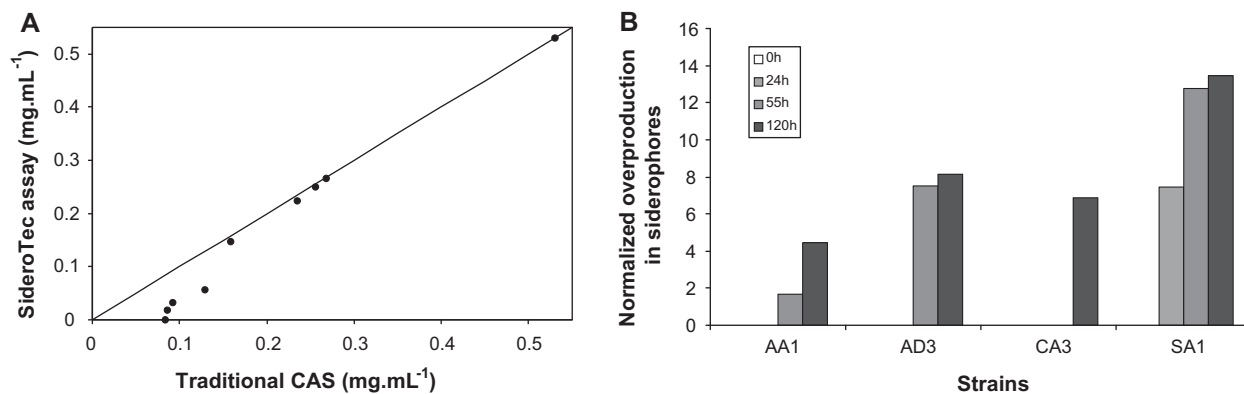 A
SideroTec assay (mg.mL-1)
0.5
0.4
0.3
0.2
0.1
0
0 0.1 0.2 0.3 0.4 0.5
Traditional CAS (mg.mL-1)
B
Normalized overproduction
in siderophores
16
14
12
10
8
6
4
2
0
0h
24h
55h
120h
AA1 AD3 CA3 SA1
Strains